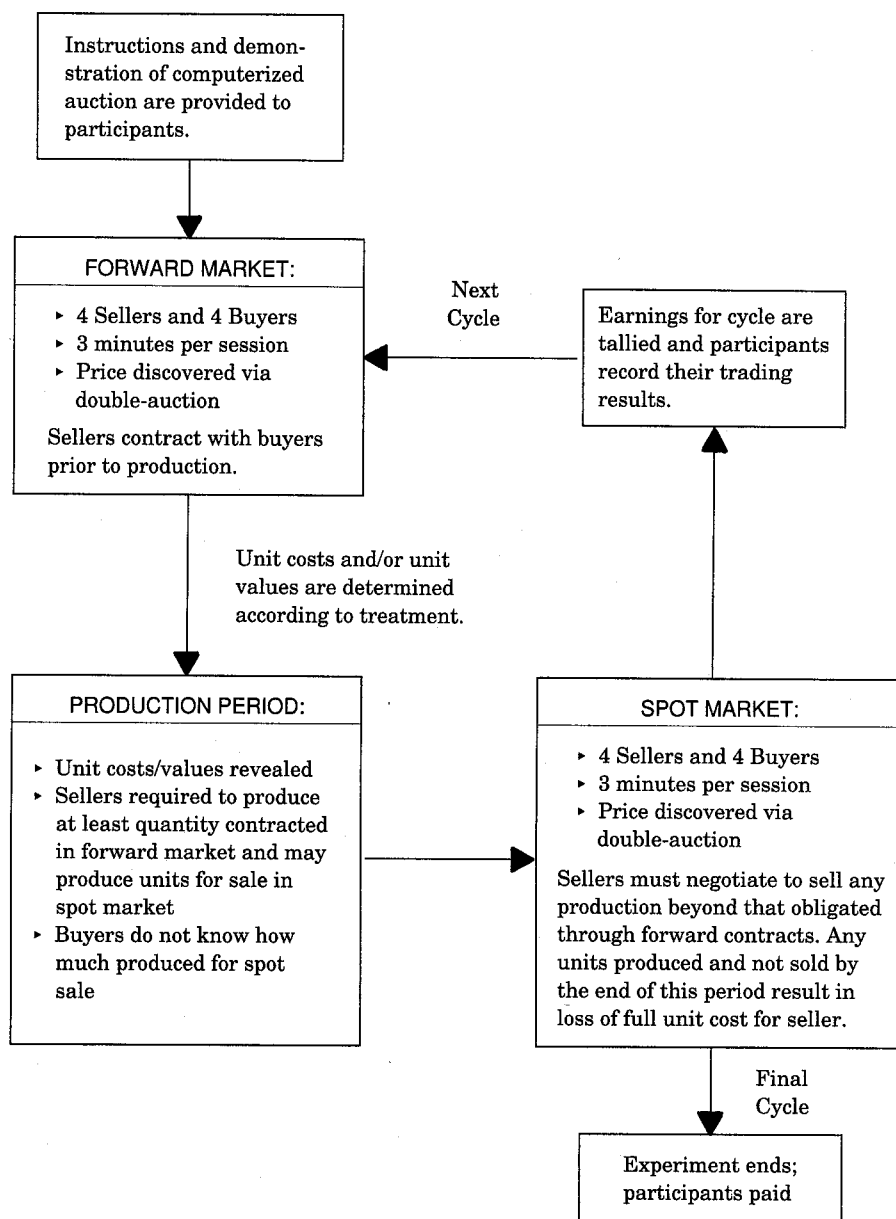 Instructions and demon-
stration of computerized
auction are provided to
participants.
FORWARD MARKET:
▸ 4 Sellers and 4 Buyers
▸ 3 minutes per session
▸ Price discovered via
double-auction
Sellers contract with buyers
prior to production.
Next
Cycle
Earnings for cycle are
tallied and participants
record their trading
results.
Unit costs and/or unit
values are determined
according to treatment.
PRODUCTION PERIOD:
▸ Unit costs/values revealed
▸ Sellers required to produce
at least quantity contracted
in forward market and may
produce units for sale in
spot market
▸ Buyers do not know how
much produced for spot
sale
SPOT MARKET:
▸ 4 Sellers and 4 Buyers
▸ 3 minutes per session
▸ Price discovered via
double-auction
Sellers must negotiate to sell any
production beyond that obligated
through forward contracts. Any
units produced and not sold by
the end of this period result in
loss of full unit cost for seller.
Final
Cycle
Experiment ends;
participants paid